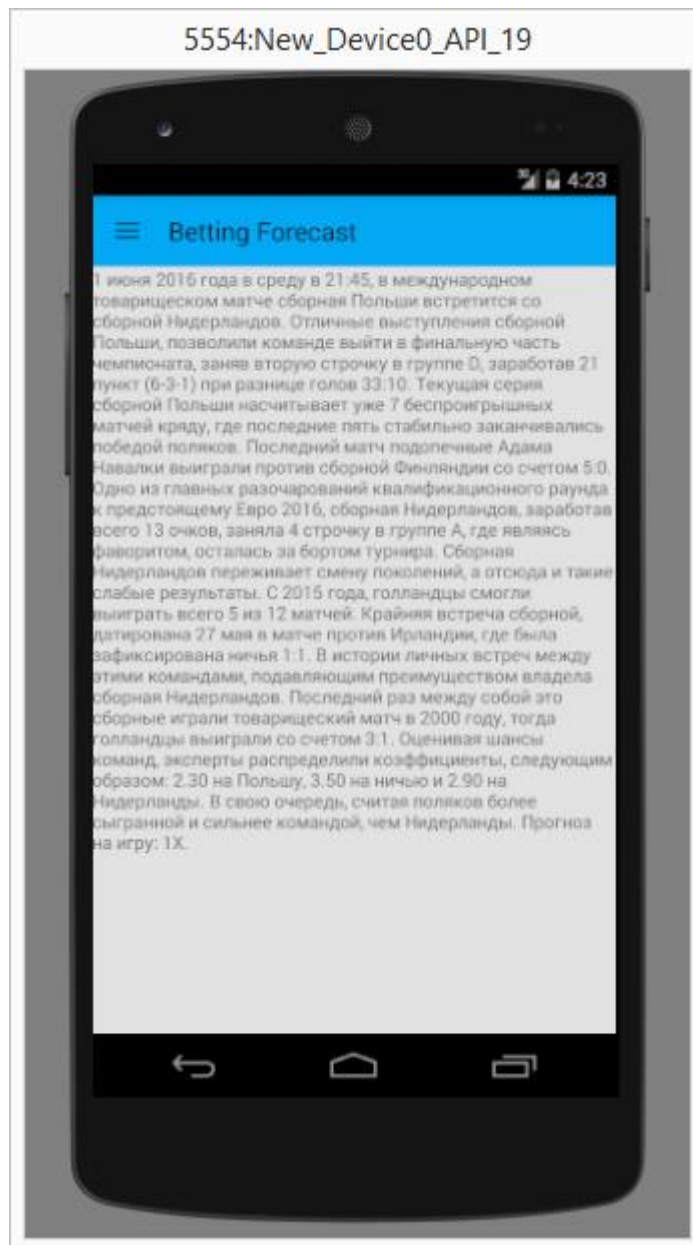 5554:New_Device0_API_19
3G 4:23
Betting Forecast
1 июня 2016 года в среду в 21:45, в международном
товарищеском матче сборная Польши встретится со
сборной Нидерландов. Отличные выступления сборной
Польши, позволили команде выйти в финальную часть
чемпионата, заняв вторую строчку в группе D, заработав 21
пункт (6-3-1) при разнице голов 33:10. Текущая серия
сборной Польши насчитывает уже 7 беспроигрышных
матчей кряду, где последние пять стабильно заканчивались
победой поляков. Последний матч подопечные Адама
Навалки выиграли против сборной Финляндии со счетом 5:0.
Одно из главных разочарований квалификационного раунда
к предстоящему Евро 2016, сборная Нидерландов, заработав
всего 13 очков, заняла 4 строчку в группе A, где являясь
фаворитом, осталась за бортом турнира. Сборная
Нидерландов переживает смену поколений, а отсюда и такие
слабые результаты. С 2015 года, голландцы смогли
выиграть всего 5 из 12 матчей. Крайняя встреча сборной,
датирована 27 мая в матче против Ирландии, где была
зафиксирована ничья 1:1. В истории личных встреч между
этими командами, подавляющим преимуществом владела
сборная Нидерландов. Последний раз между собой это
сборные играли товарищеский матч в 2000 году, тогда
голландцы выиграли со счетом 3:1. Оценивая шансы
команд, эксперты распределили коэффициенты, следующим
образом: 2.30 на Польшу, 3.50 на ничью и 2.90 на
Нидерланды. В свою очередь, считая поляков более
сыгранной и сильнее командой, чем Нидерланды. Прогноз
на игру: 1X.